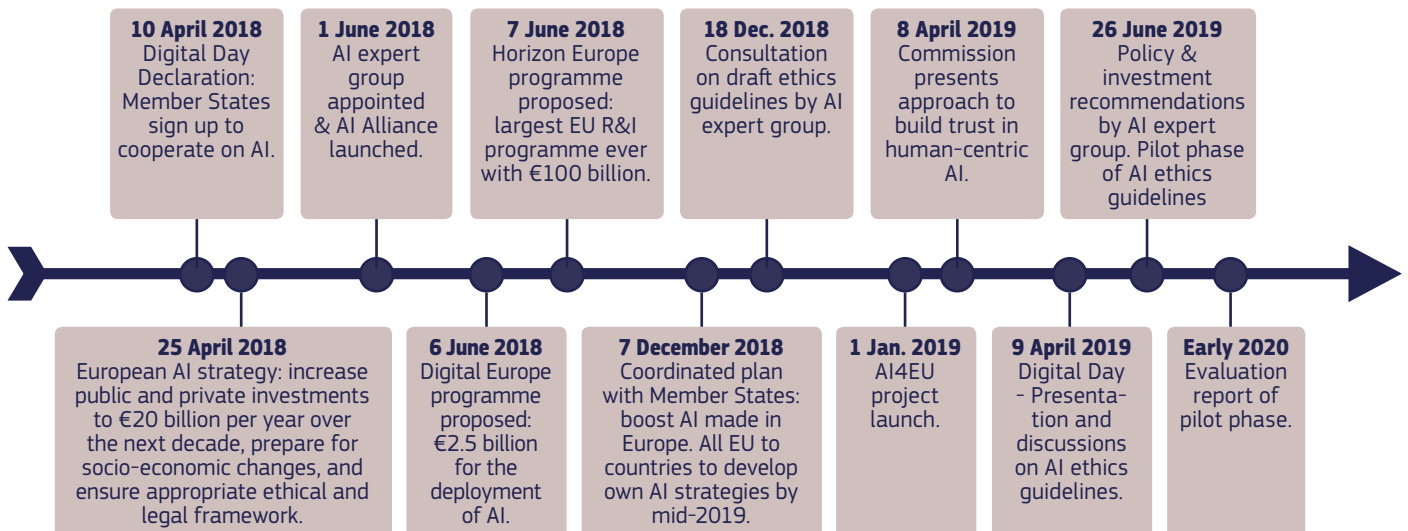 10 April 2018
Digital Day
Declaration:
Member States
sign up to
cooperate on AI.
1 June 2018
AI expert
group
appointed
& AI Alliance
launched.
7 June 2018
Horizon Europe
programme
proposed:
largest EU R&I
programme ever
with €100 billion.
18 Dec. 2018
Consultation
on draft ethics
guidelines by AI
expert group.
8 April 2019
Commission
presents
approach to
build trust in
human-centric
AI.
26 June 2019
Policy &
investment
recommendations
by AI expert
group. Pilot phase
of AI ethics
guidelines
25 April 2018
European AI strategy: increase
public and private investments
to €20 billion per year over
the next decade, prepare for
socio-economic changes, and
ensure appropriate ethical and
legal framework.
6 June 2018
Digital Europe
programme
proposed:
€2.5 billion
for the
deployment
of AI.
7 December 2018
Coordinated plan
with Member States:
boost AI made in
Europe. All EU to
countries to develop
own AI strategies by
mid-2019.
1 Jan. 2019
AI4EU
project
launch.
9 April 2019
Digital Day
- Presenta-
tion and
discussions
on AI ethics
guidelines.
Early 2020
Evaluation
report of
pilot phase.